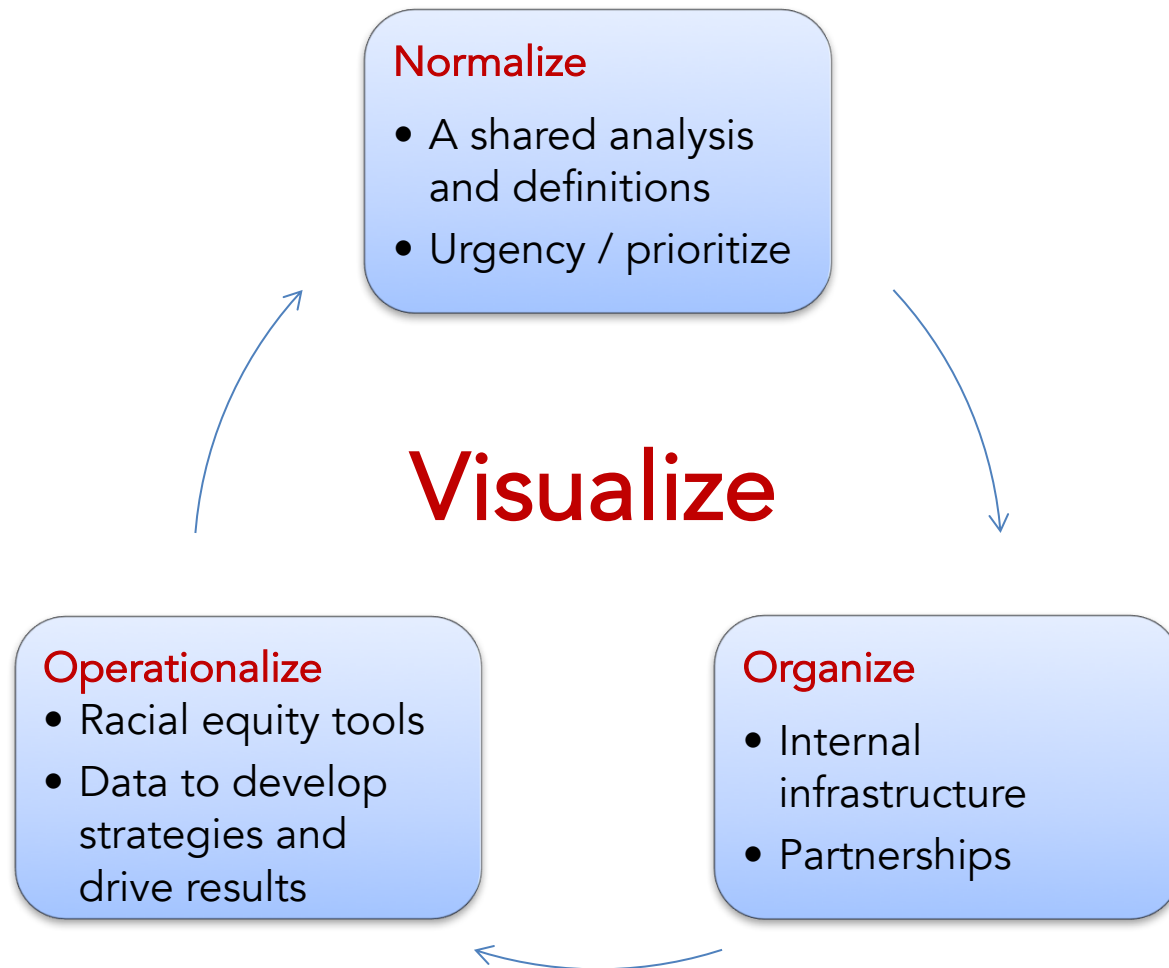 Normalize
• A shared analysis
and definitions
• Urgency / prioritize
Visualize
Operationalize
• Racial equity tools
• Data to develop
strategies and
drive results
Organize
• Internal
infrastructure
• Partnerships